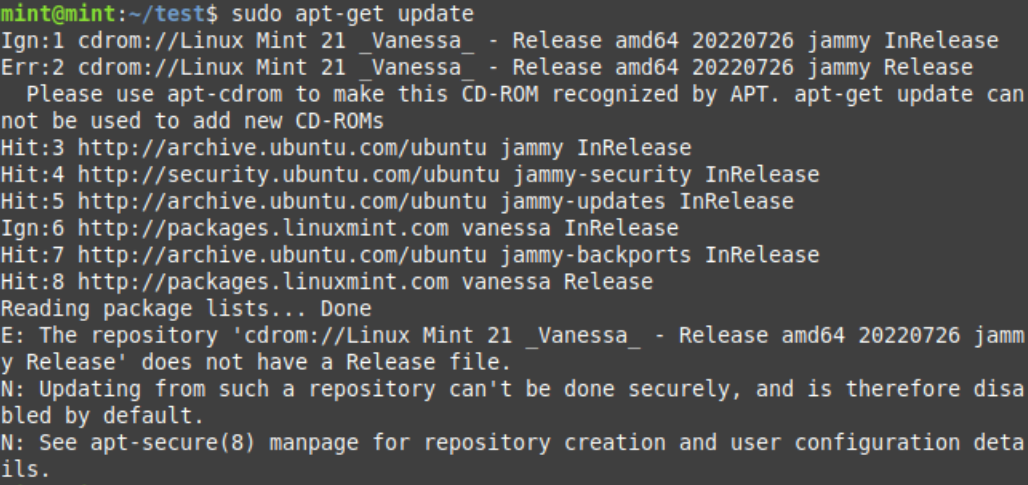 mint@mint:~/test$ sudo apt-get update
Ign:1 cdrom://Linux Mint 21 _Vanessa_ - Release amd64 20220726 jammy InRelease
Err:2 cdrom://Linux Mint 21 _Vanessa_ - Release amd64 20220726 jammy Release
  Please use apt-cdrom to make this CD-ROM recognized by APT. apt-get update can
not be used to add new CD-ROMs
Hit:3 http://archive.ubuntu.com/ubuntu jammy InRelease
Hit:4 http://security.ubuntu.com/ubuntu jammy-security InRelease
Hit:5 http://archive.ubuntu.com/ubuntu jammy-updates InRelease
Ign:6 http://packages.linuxmint.com vanessa InRelease
Hit:7 http://archive.ubuntu.com/ubuntu jammy-backports InRelease
Hit:8 http://packages.linuxmint.com vanessa Release
Reading package lists... Done
E: The repository 'cdrom://Linux Mint 21 _Vanessa_ - Release amd64 20220726 jamm
y Release' does not have a Release file.
N: Updating from such a repository can't be done securely, and is therefore disa
bled by default.
N: See apt-secure(8) manpage for repository creation and user configuration deta
ils.